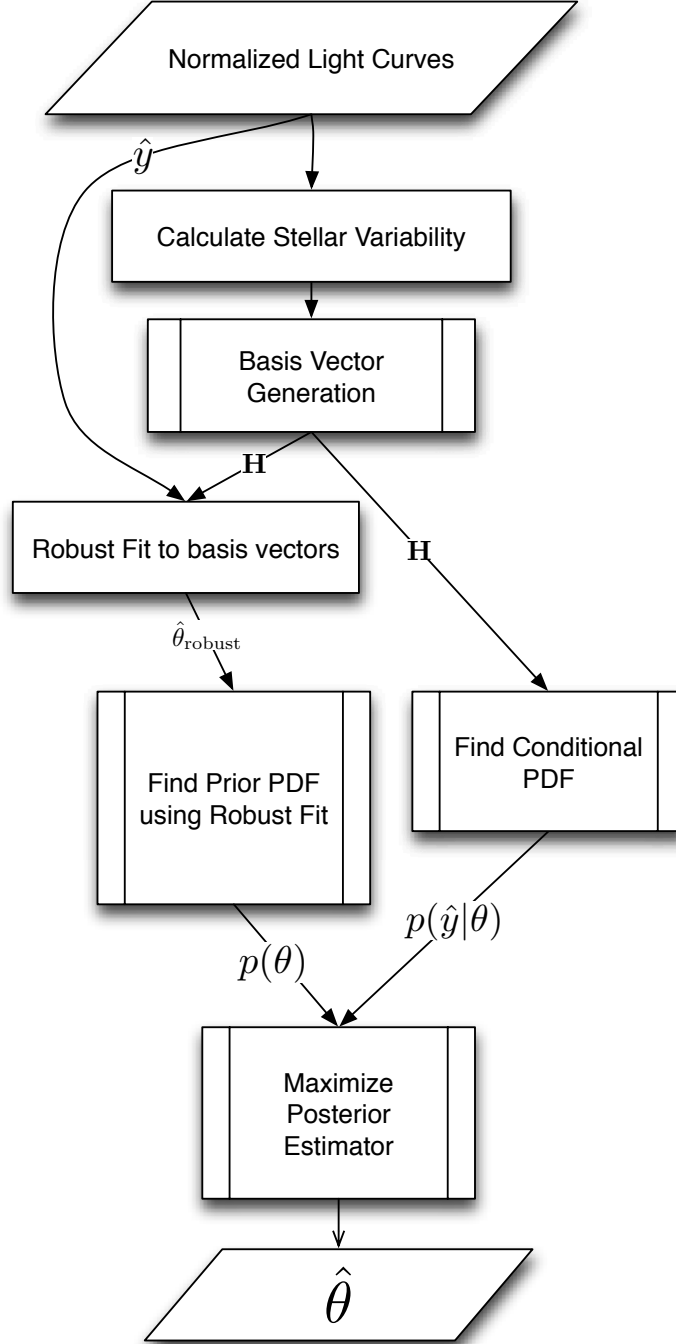 Normalized Light Curves
ŷ
Calculate Stellar Variability
Basis Vector
Generation
H
Robust Fit to basis vectors
H
θ̂robust
Find Prior PDF
using Robust Fit
Find Conditional
PDF
p(θ)
p(ŷ|θ)
Maximize
Posterior
Estimator
θ̂